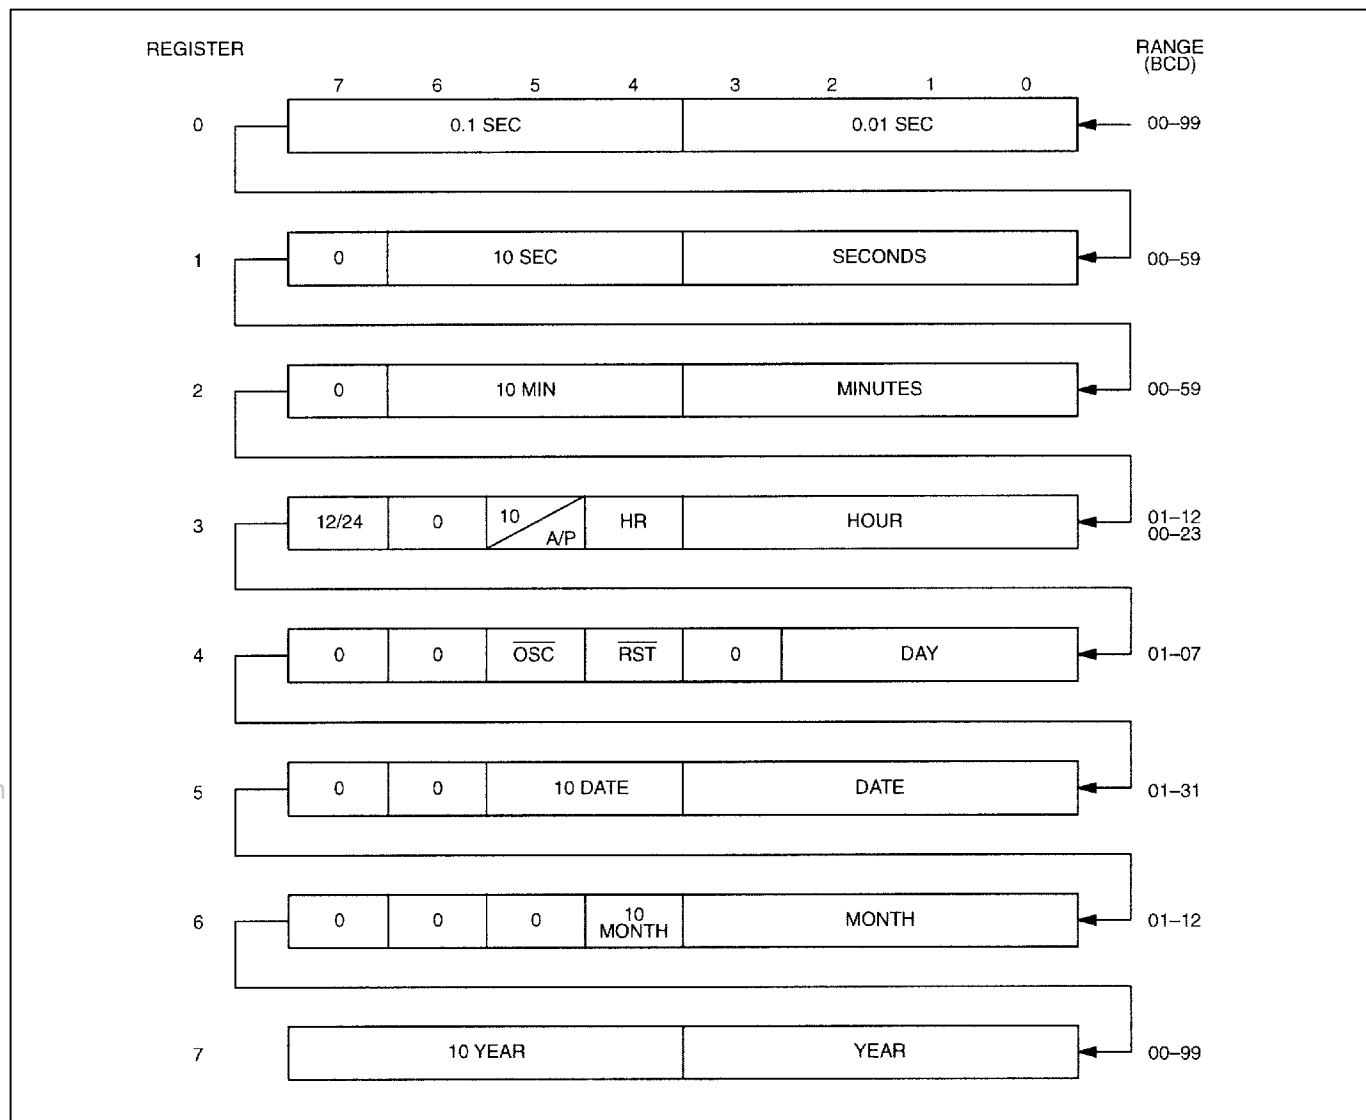 REGISTER
RANGE
(BCD)
7 6 5 4 3 2 1 0
0 0.1 SEC 0.01 SEC 00–99
1 0 10 SEC SECONDS 00–59
2 0 10 MIN MINUTES 00–59
3 12/24 0 10 A/P HR HOUR 01–12
00–23
4 0 0 O̅S̅C̅ R̅S̅T̅ 0 DAY 01–07
5 0 0 10 DATE DATE 01–31
6 0 0 0 10 MONTH MONTH 01–12
7 10 YEAR YEAR 00–99